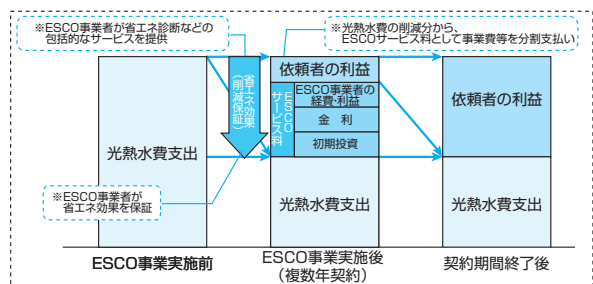 ※ESCO事業者が省エネ診断などの
包括的なサービスを提供
※光熱水費の削減分から、
ESCOサービス料として事業費等を分割支払い
光熱水費支出
省エネ効果
(削減保証)
※ESCO事業者が
省エネ効果を保証
依頼者の利益
ESCO
サービス料
ESCO事業者の
経費・利益
金 利
初期投資
光熱水費支出
依頼者の利益
光熱水費支出
ESCO事業実施前
ESCO事業実施後
(複数年契約)
契約期間終了後